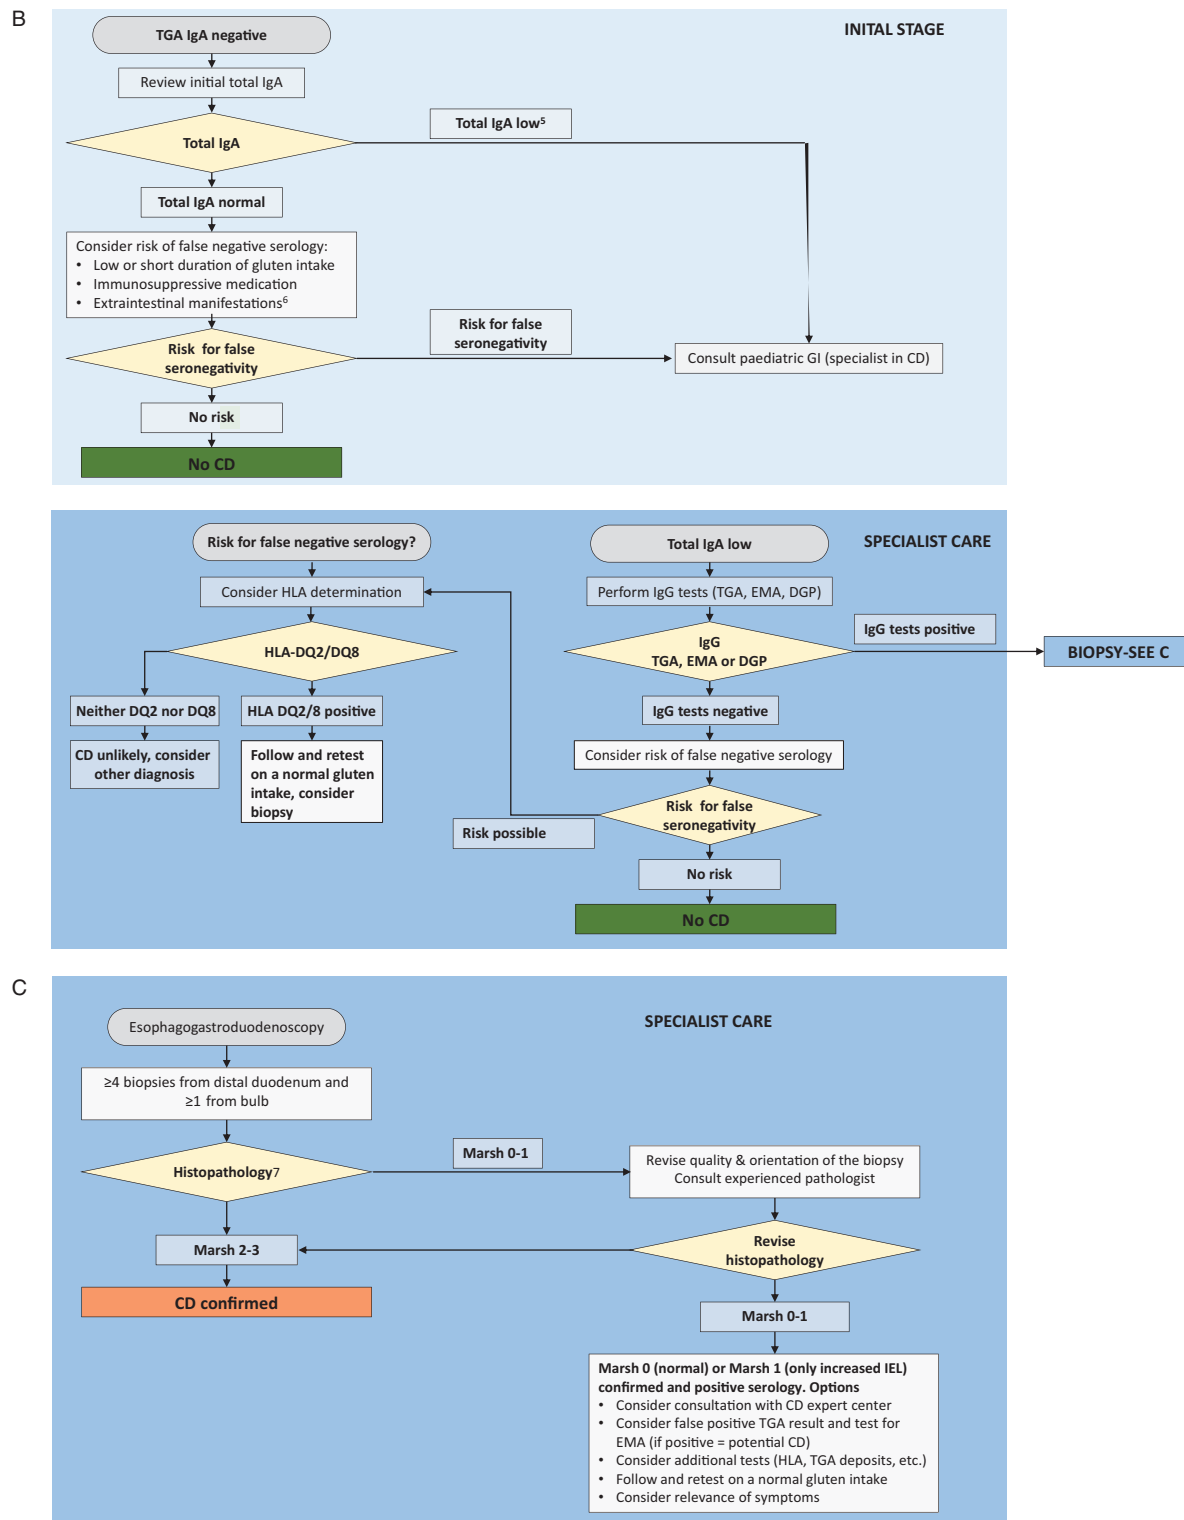 B
INITAL STAGE
TGA IgA negative
Review initial total IgA
Total IgA
Total IgA low⁵
Total IgA normal
Consider risk of false negative serology:
• Low or short duration of gluten intake
• Immunosuppressive medication
• Extraintestinal manifestations⁶
Risk for false
seronegativity
Risk for false
seronegativity
Consult paediatric GI (specialist in CD)
No risk
No CD
SPECIALIST CARE
Risk for false negative serology?
Consider HLA determination
HLA-DQ2/DQ8
Neither DQ2 nor DQ8
CD unlikely, consider
other diagnosis
HLA DQ2/8 positive
Follow and retest
on a normal gluten
intake, consider
biopsy
Total IgA low
Perform IgG tests (TGA, EMA, DGP)
IgG
TGA, EMA or DGP
IgG tests positive
BIOPSY-SEE C
IgG tests negative
Consider risk of false negative serology
Risk for false
seronegativity
Risk possible
No risk
No CD
C
SPECIALIST CARE
Esophagogastroduodenoscopy
≥4 biopsies from distal duodenum and
≥1 from bulb
Histopathology7
Marsh 0-1
Revise quality & orientation of the biopsy
Consult experienced pathologist
Revise
histopathology
Marsh 2-3
CD confirmed
Marsh 0-1
Marsh 0 (normal) or Marsh 1 (only increased IEL)
confirmed and positive serology. Options
• Consider consultation with CD expert center
• Consider false positive TGA result and test for
EMA (if positive = potential CD)
• Consider additional tests (HLA, TGA deposits, etc.)
• Follow and retest on a normal gluten intake
• Consider relevance of symptoms